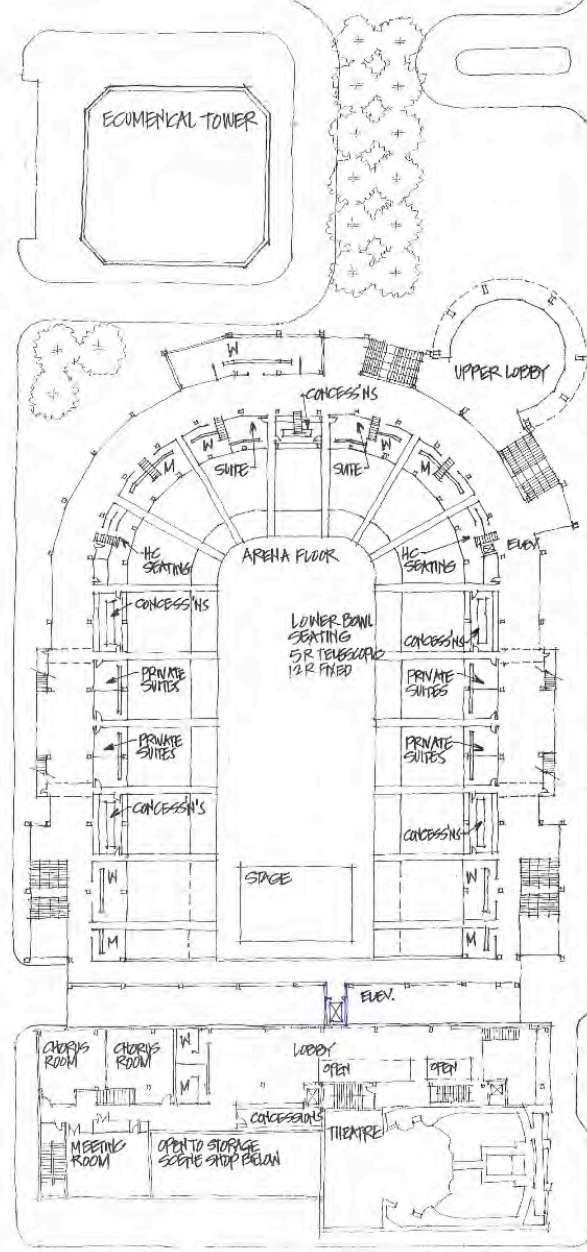 ECUMENICAL TOWER
UPPER LOBBY
W
CONCESS'NS
W
W
M
SUITE
SUITE
M
HC
SEATING
ARENA FLOOR
HC
SEATING
ELEV.
CONCESS'NS
LOWER BOWL
SEATING
5 R TELESCOPIC
12 R FIXED
CONCESS'NS
PRIVATE
SUITES
PRIVATE
SUITES
PRIVATE
SUITES
PRIVATE
SUITES
CONCESS'N'S
CONCESS'NS
STAGE
W
W
M
M
ELEV.
CHORUS
ROOM
CHORUS
ROOM
W
M
LOBBY
OPEN
OPEN
CONCESSIONS
THEATRE
MEETING
ROOM
OPEN TO STORAGE
SCENE SHOP BELOW